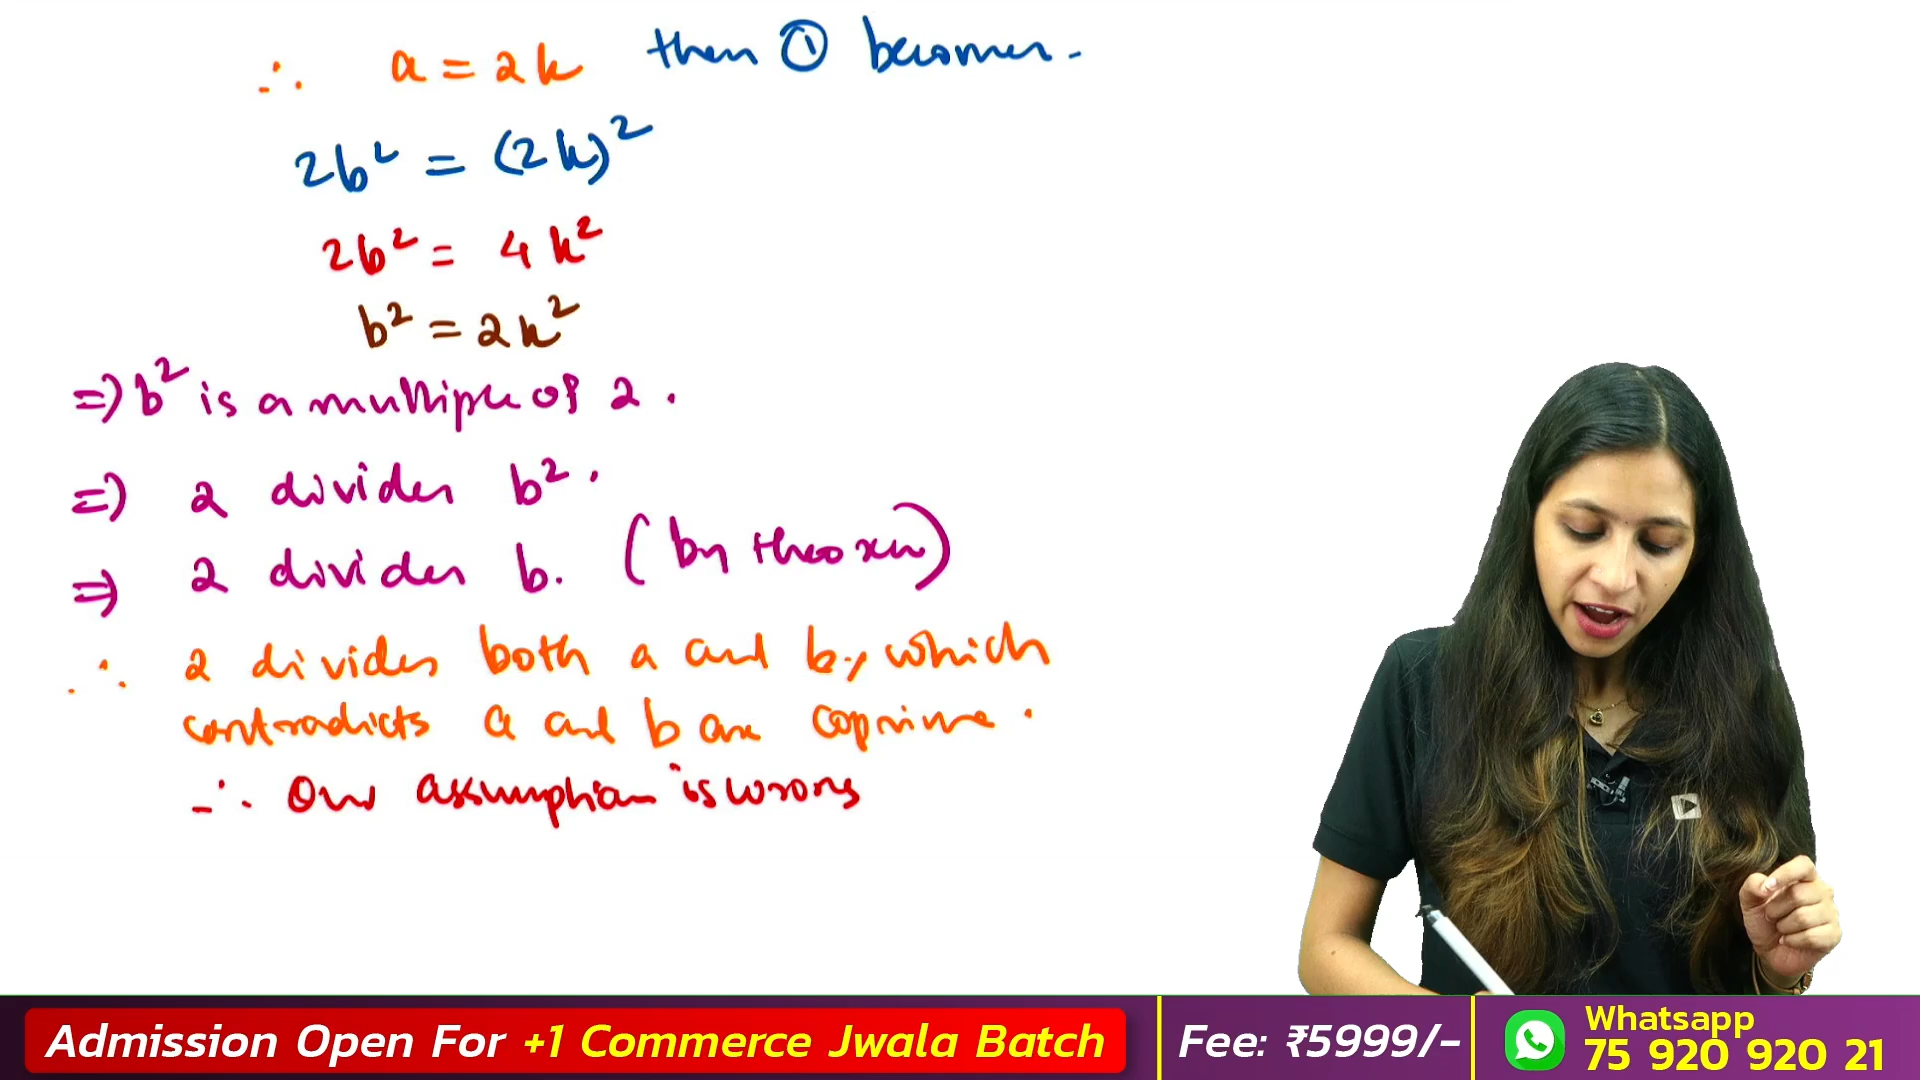 ∴ a = 2k then ① becomes.
2b² = (2k)²
2b² = 4k²
b² = 2k²
⇒ b² is a multiple of 2.
⇒ 2 divides b².
⇒ 2 divides b. (by theorem)
∴ 2 divides both a and b, which
contradicts a and b are coprime.
∴ Our assumption is wrong
Admission Open For +1 Commerce Jwala Batch
Fee: ₹5999/-
Whatsapp
75 920 920 21